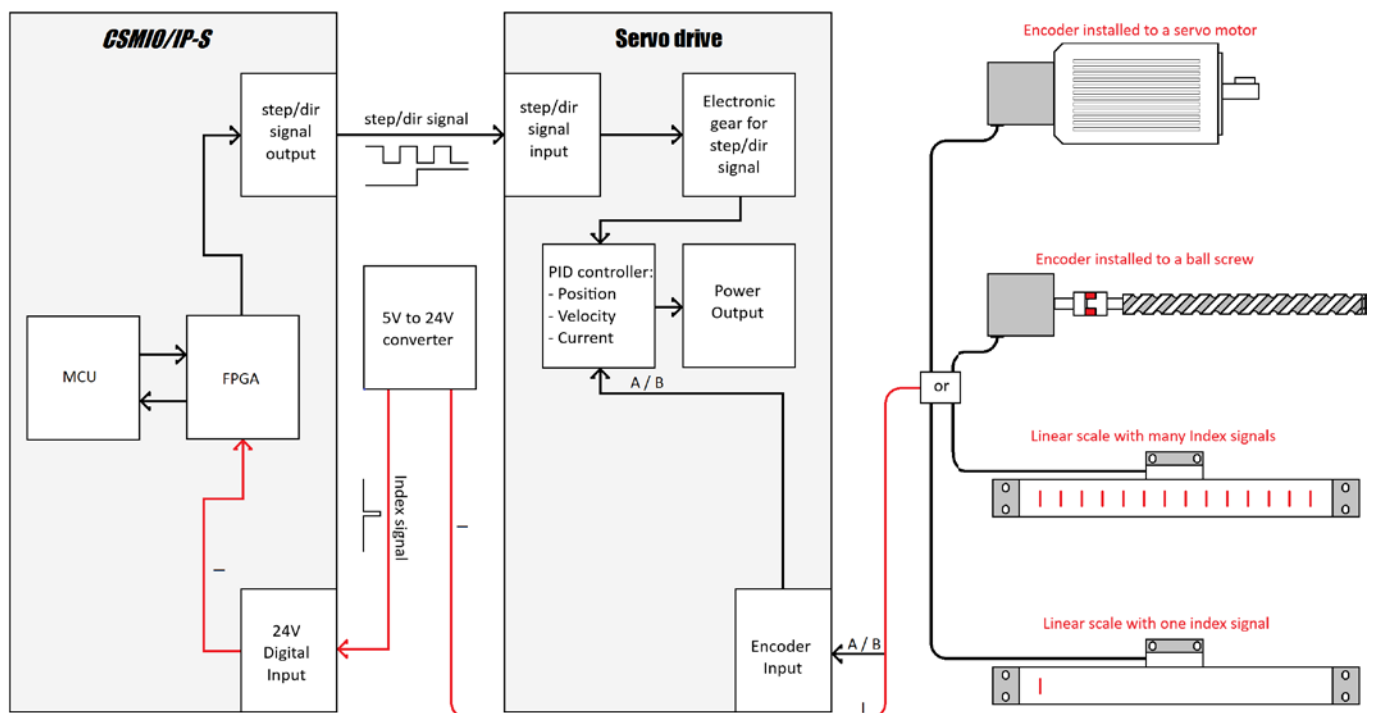 CSMIO/IP-S
step/dir
signal
output
MCU
FPGA
24V
Digital
Input
I
step/dir signal
5V to 24V
converter
Index signal
I
Servo drive
step/dir
signal
input
Electronic
gear for
step/dir
signal
PID controller:
- Position
- Velocity
- Current
Power
Output
A / B
Encoder
Input
A / B
I
or
Encoder installed to a servo motor
Encoder installed to a ball screw
Linear scale with many Index signals
Linear scale with one index signal